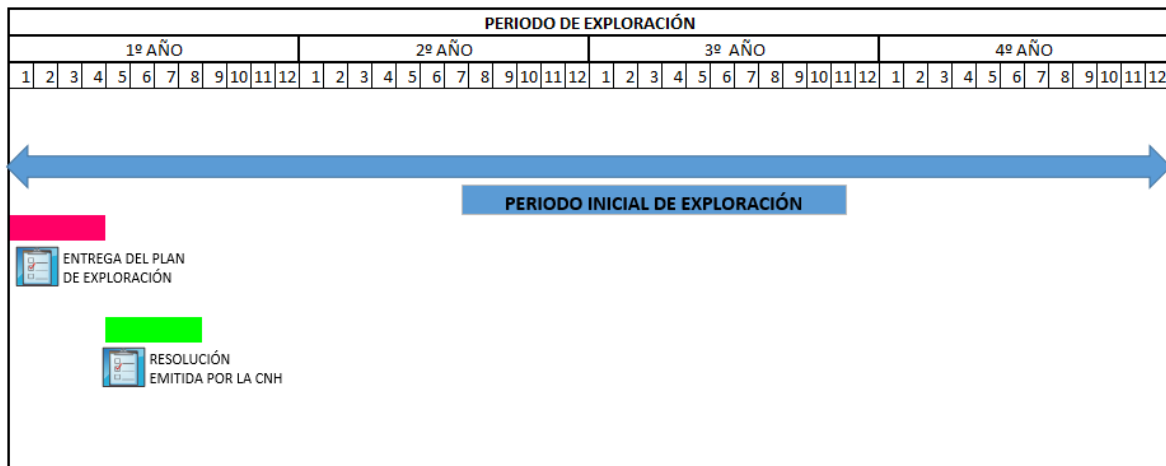 PERIODO DE EXPLORACIÓN
1º AÑO 2º AÑO 3º AÑO 4º AÑO
1 2 3 4 5 6 7 8 9 10 11 12 1 2 3 4 5 6 7 8 9 10 11 12 1 2 3 4 5 6 7 8 9 10 11 12 1 2 3 4 5 6 7 8 9 10 11 12
PERIODO INICIAL DE EXPLORACIÓN
ENTREGA DEL PLAN
DE EXPLORACIÓN
RESOLUCIÓN
EMITIDA POR LA CNH